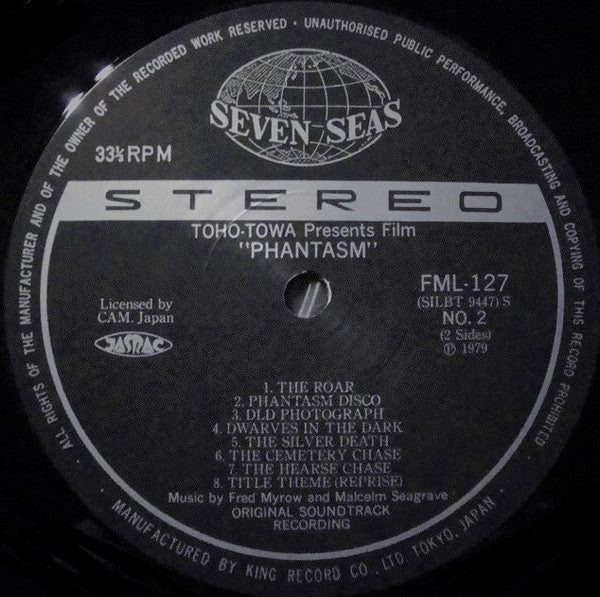 ALL RIGHTS OF THE MANUFACTURER AND OF THE OWNER OF THE RECORDED WORK RESERVED · UNAUTHORISED PUBLIC PERFORMANCE, BROADCASTING AND COPYING OF THIS RECORD PROHIBITED
SEVEN SEAS
33⅓ RPM
STEREO
TOHO-TOWA Presents Film
"PHANTASM"
Licensed by
CAM. Japan
JASRAC
FML-127
(SILBT 9447) S
NO. 2
(2 Sides)
Ⓟ 1979
1. THE ROAR
2. PHANTASM DISCO
3. DLD PHOTOGRAPH
4. DWARVES IN THE DARK
5. THE SILVER DEATH
6. THE CEMETERY CHASE
7. THE HEARSE CHASE
8. TITLE THEME (REPRISE)
Music by Fred Myrow and Malcelm Seagrave
ORIGINAL SOUNDTRACK
RECORDING
· MANUFACTURED BY KING RECORD CO., LTD TOKYO, JAPAN ·